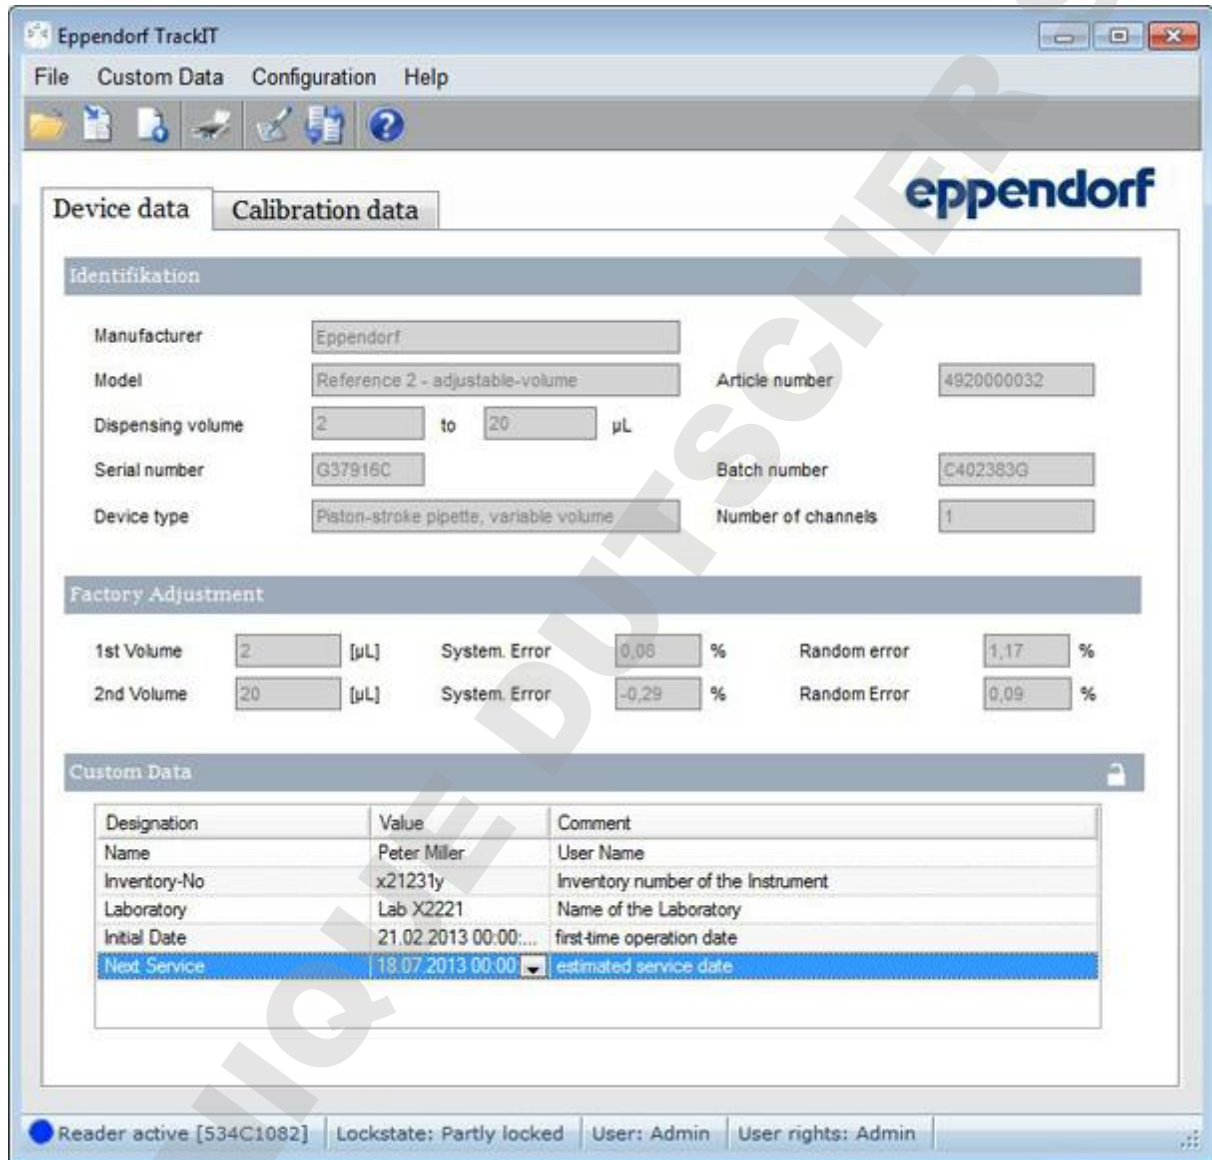 Eppendorf TrackIT
File Custom Data Configuration Help
eppendorf
Device data Calibration data
Identifikation
Manufacturer Eppendorf
Model Reference 2 - adjustable-volume Article number 4920000032
Dispensing volume 2 to 20 µL
Serial number G37916C Batch number C402383G
Device type Piston-stroke pipette, variable volume Number of channels 1
Factory Adjustment
1st Volume 2 [µL] System. Error 0,08 % Random error 1,17 %
2nd Volume 20 [µL] System. Error -0,29 % Random Error 0,09 %
Custom Data
Designation Value Comment
Name Peter Miller User Name
Inventory-No x21231y Inventory number of the Instrument
Laboratory Lab X2221 Name of the Laboratory
Initial Date 21.02.2013 00:00:... first-time operation date
Next Service 18.07.2013 00:00 estimated service date
Reader active [534C1082] Lockstate: Partly locked User: Admin User rights: Admin
IQUE DUTSCHER S